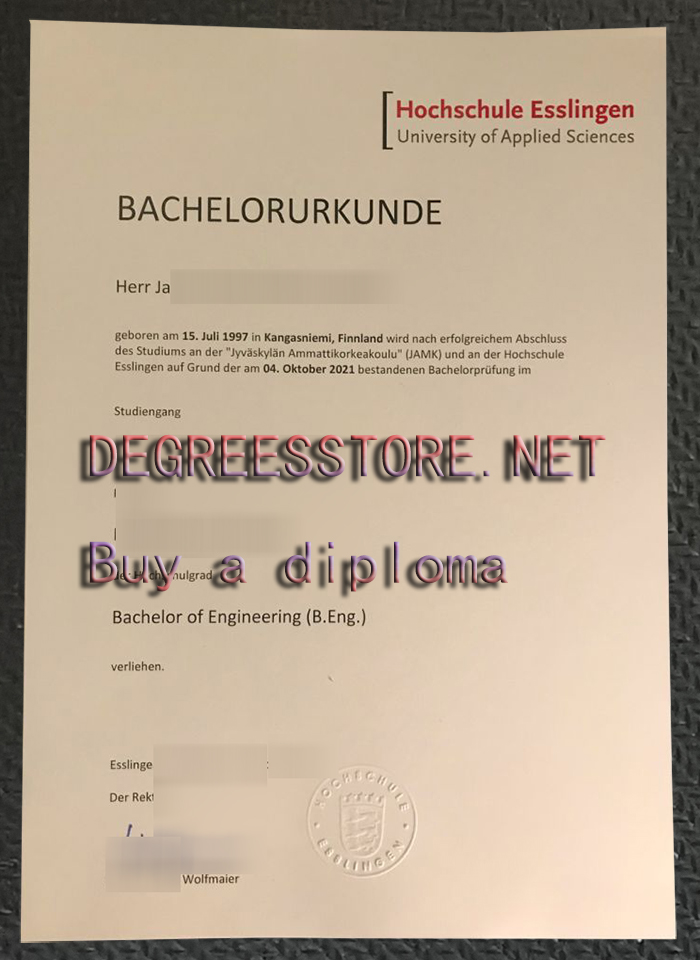 Hochschule Esslingen
University of Applied Sciences
BACHELORURKUNDE
Herr Ja
geboren am 15. Juli 1997 in Kangasniemi, Finnland wird nach erfolgreichem Abschluss
des Studiums an der "Jyväskylän Ammattikorkeakoulu" (JAMK) und an der Hochschule
Esslingen auf Grund der am 04. Oktober 2021 bestandenen Bachelorprüfung im
Studiengang
DEGREESSTORE.NET
Buy a diploma
Bachelor of Engineering (B.Eng.)
verliehen.
Esslinge
Der Rekt
Wolfmaier
HOCHSCHULE
ESSLINGEN